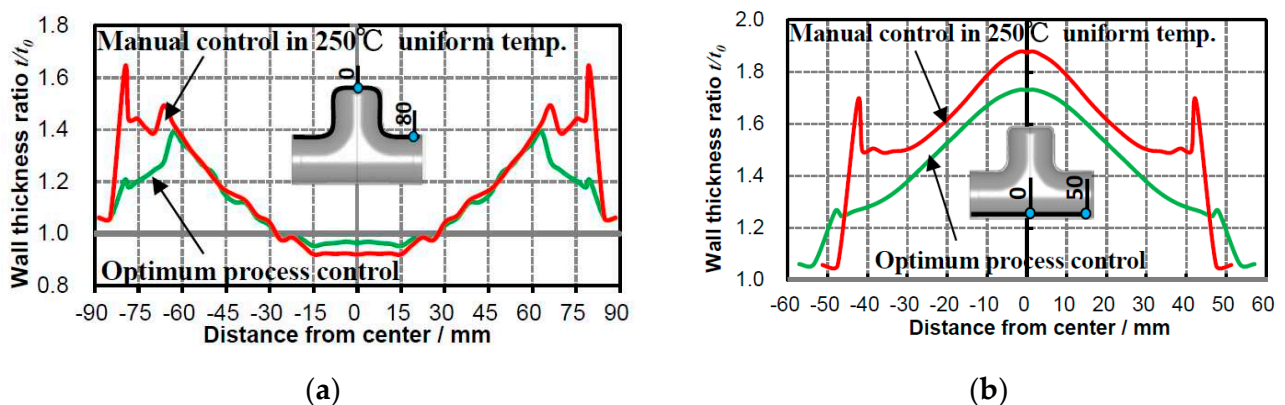 1.8
1.6
1.4
1.2
1.0
0.8
Wall thickness ratio t/t₀
Manual control in 250℃ uniform temp.
0
80
Optimum process control
-90 -75 -60 -45 -30 -15 0 15 30 45 60 75 90
Distance from center / mm
(a)
2.0
1.8
1.6
1.4
1.2
1.0
Wall thickness ratio t/t₀
Manual control in 250℃ uniform temp.
0
50
Optimum process control
-60 -50 -40 -30 -20 -10 0 10 20 30 40 50 60
Distance from center / mm
(b)